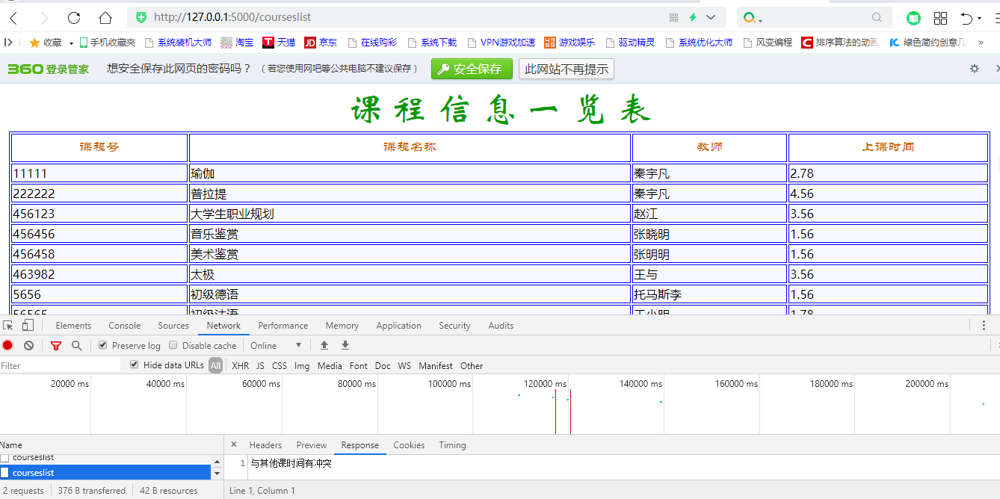 http://127.0.0.1:5000/courseslist
收藏 手机收藏夹 系统装机大师 淘宝 T 天猫 JD 京东 在线购彩 系统下载 VPN游戏加速 游戏娱乐 驱动精灵 系统优化大师 风变编程 C 排序算法的动画 绿色简约创意 »
360 登录管家 想安全保存此网页的密码吗？ （若您使用网吧等公共电脑不建议保存） 安全保存 此网站不再提示
课程信息一览表
课程号 课程名称 教师 上课时间
11111 瑜伽 秦宇凡 2.78
222222 普拉提 秦宇凡 4.56
456123 大学生职业规划 赵江 3.56
456456 音乐鉴赏 张晓明 1.56
456458 美术鉴赏 张明明 1.56
463982 太极 王与 3.56
5656 初级德语 托马斯李 1.56
56565 初级法语 王小明 1.78
Elements Console Sources Network Performance Memory Application Security Audits
Preserve log Disable cache Online
Filter Hide data URLs All XHR JS CSS Img Media Font Doc WS Manifest Other
20000 ms 40000 ms 60000 ms 80000 ms 100000 ms 120000 ms 140000 ms 160000 ms 180000 ms 200000 ms
Name × Headers Preview Response Cookies Timing
courseslist
1 与其他课时间有冲突
courseslist
2 requests 376 B transferred 42 B resources Line 1, Column 1